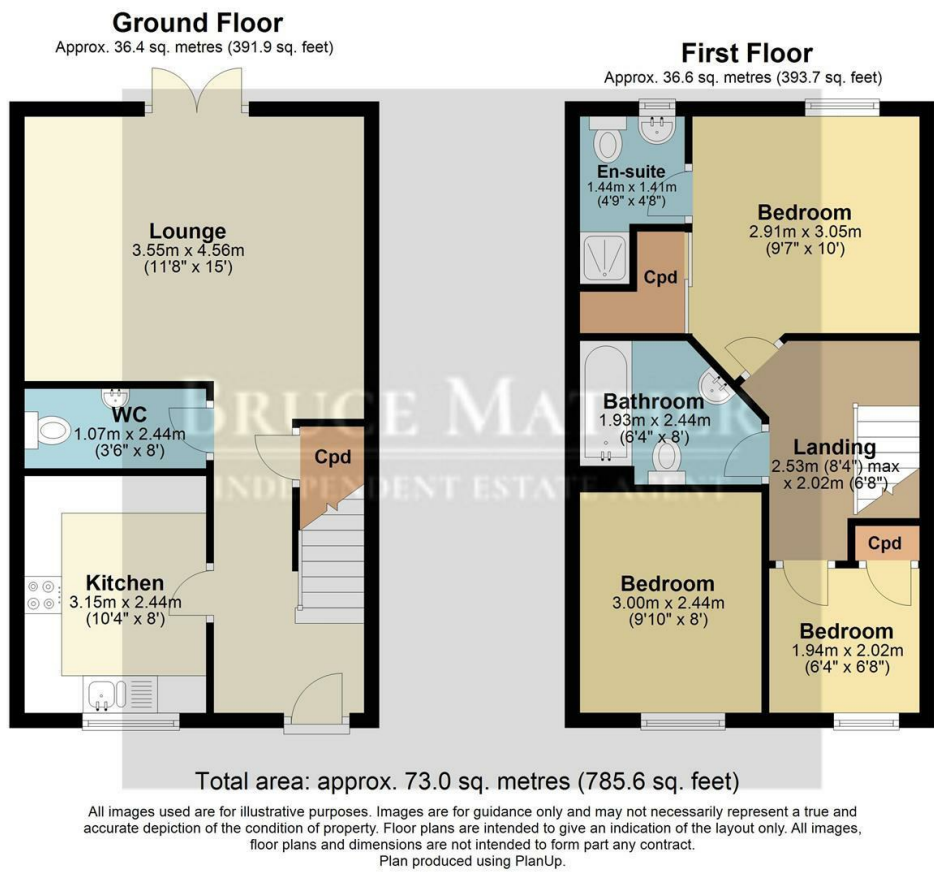 Ground Floor
Approx. 36.4 sq. metres (391.9 sq. feet)
Lounge
3.55m x 4.56m
(11'8" x 15')
WC
1.07m x 2.44m
(3'6" x 8')
Cpd
Kitchen
3.15m x 2.44m
(10'4" x 8')
First Floor
Approx. 36.6 sq. metres (393.7 sq. feet)
En-suite
1.44m x 1.41m
(4'9" x 4'8")
Bedroom
2.91m x 3.05m
(9'7" x 10')
Cpd
Bathroom
1.93m x 2.44m
(6'4" x 8')
Landing
2.53m (8'4") max
x 2.02m (6'8")
Cpd
Bedroom
3.00m x 2.44m
(9'10" x 8')
Bedroom
1.94m x 2.02m
(6'4" x 6'8")
BRUCE
INDEPENDENT ESTATE AGENT
Total area: approx. 73.0 sq. metres (785.6 sq. feet)
All images used are for illustrative purposes. Images are for guidance only and may not necessarily represent a true and
accurate depiction of the condition of property. Floor plans are intended to give an indication of the layout only. All images,
floor plans and dimensions are not intended to form part any contract.
Plan produced using PlanUp.